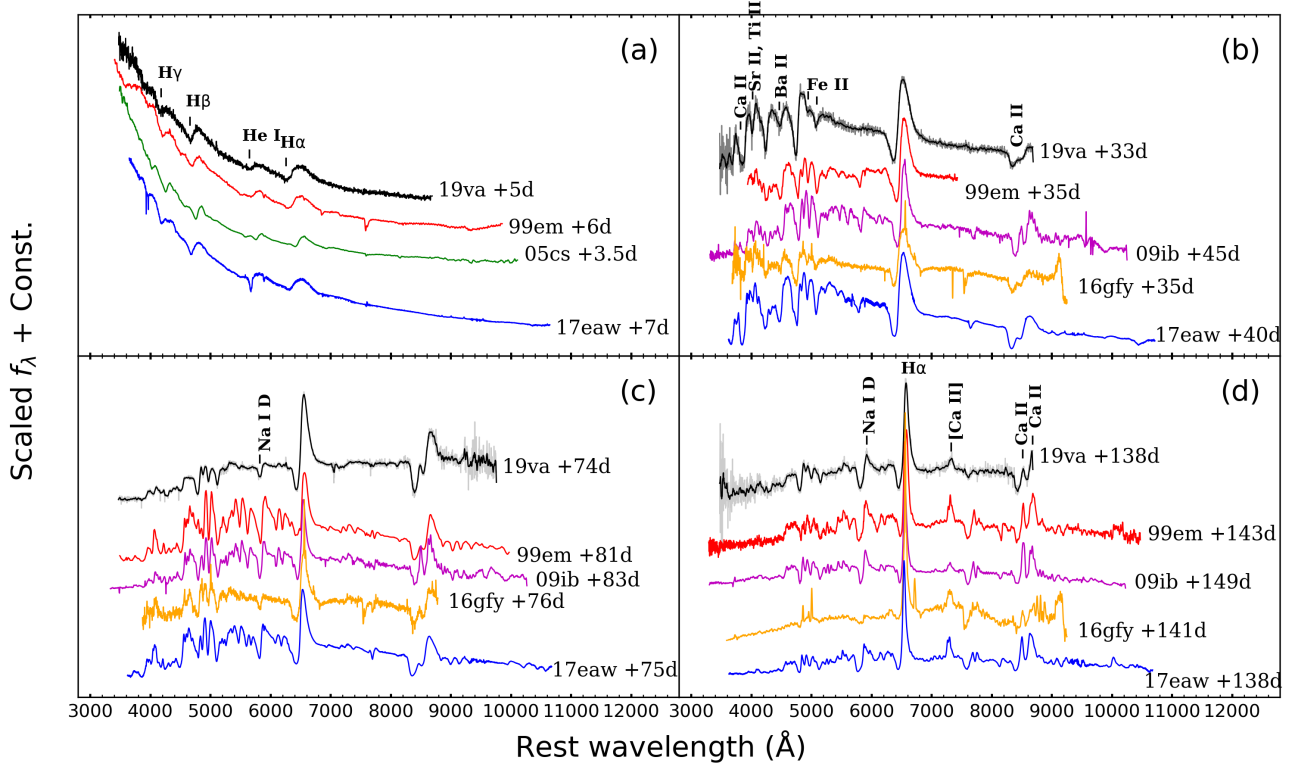 Scaled fλ + Const.
(a)
Hγ
Hβ
He I
Hα
19va +5d
99em +6d
05cs +3.5d
17eaw +7d
(b)
Ca II
Sr II, Ti II
Ba II
Fe II
Ca II
19va +33d
99em +35d
09ib +45d
16gfy +35d
17eaw +40d
(c)
Na I D
19va +74d
99em +81d
09ib +83d
16gfy +76d
17eaw +75d
(d)
Hα
Na I D
[Ca II]
Ca II
Ca II
19va +138d
99em +143d
09ib +149d
16gfy +141d
17eaw +138d
3000 4000 5000 6000 7000 8000 9000 10000 11000 12000 3000 4000 5000 6000 7000 8000 9000 10000 11000 12000
Rest wavelength (Å)